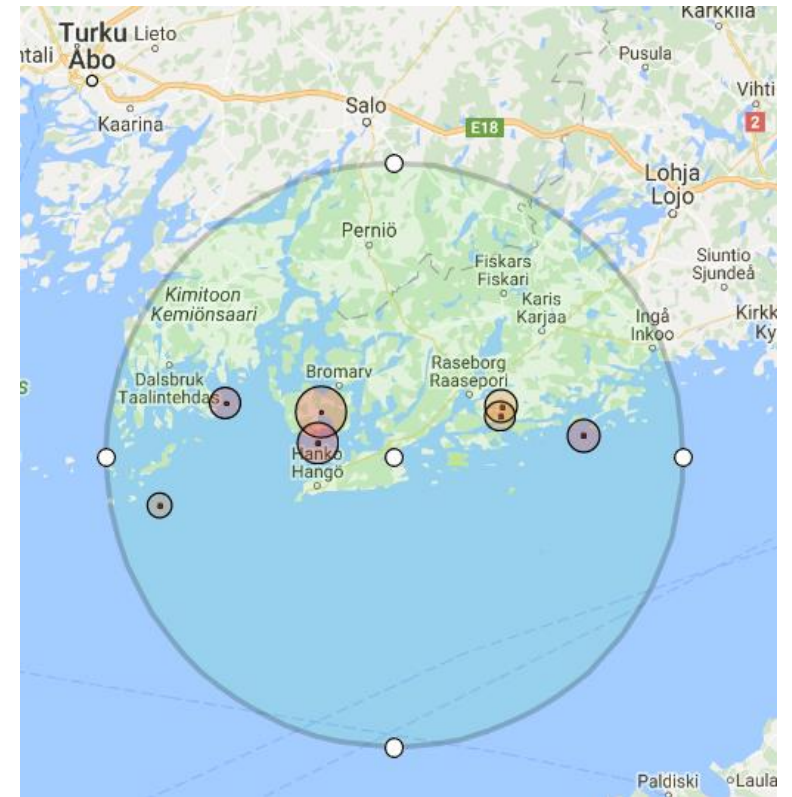 Karkkila
Turku
Åbo
Lieto
ntali
Pusula
Vihti
Kaarina
Salo
E18
2
Lohja
Lojo
Perniö
Siuntio
Sjundeå
Fiskars
Fiskari
Kimitoon
Kemiönsaari
Karis
Karjaa
Ingå
Inkoo
Kirkk
Ky
Bromarv
Raseborg
Raasepori
Dalsbruk
Taalintehdas
S
Hanko
Hangö
Paldiski
Laula